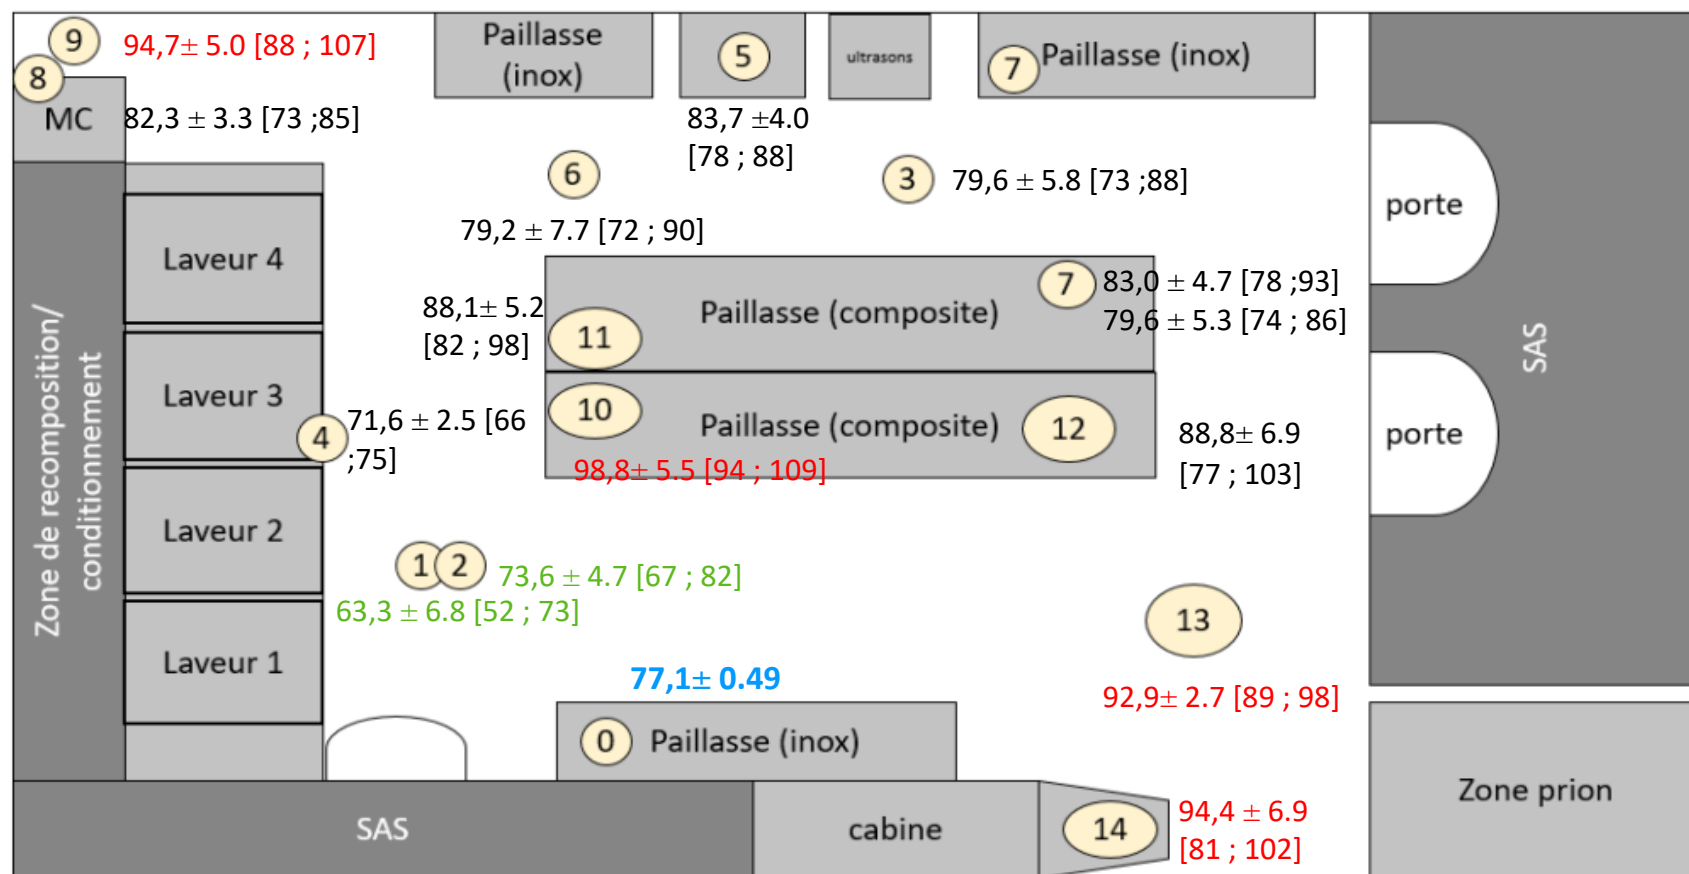 9
94,7± 5.0 [88 ; 107]
Paillasse
(inox)
5
ultrasons
7
Paillasse (inox)
8
MC
82,3 ± 3.3 [73 ;85]
83,7 ±4.0
[78 ; 88]
6
3
79,6 ± 5.8 [73 ;88]
porte
79,2 ± 7.7 [72 ; 90]
Laveur 4
7
83,0 ± 4.7 [78 ;93]
79,6 ± 5.3 [74 ; 86]
88,1± 5.2
[82 ; 98]
Paillasse (composite)
11
SAS
Zone de recomposition/
conditionnement
Laveur 3
4
71,6 ± 2.5 [66
;75]
10
Paillasse (composite)
12
98,8± 5.5 [94 ; 109]
88,8± 6.9
[77 ; 103]
porte
Laveur 2
1
2
73,6 ± 4.7 [67 ; 82]
63,3 ± 6.8 [52 ; 73]
13
Laveur 1
77,1± 0.49
92,9± 2.7 [89 ; 98]
0
Paillasse (inox)
Zone prion
SAS
cabine
14
94,4 ± 6.9
[81 ; 102]